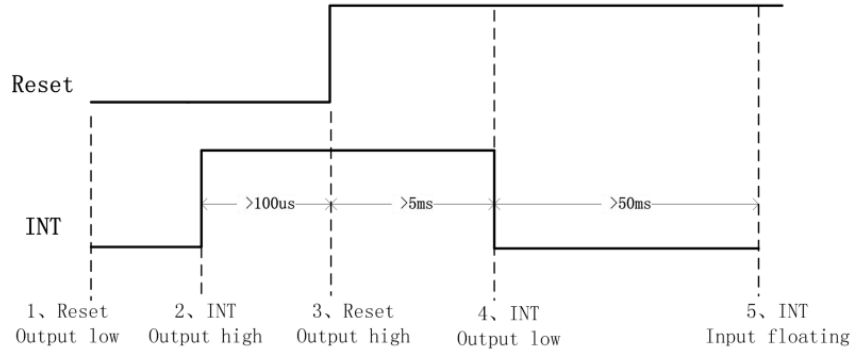 Reset
>100us
>5ms
>50ms
INT
1、Reset
Output low
2、INT
Output high
3、Reset
Output high
4、INT
Output low
5、INT
Input floating